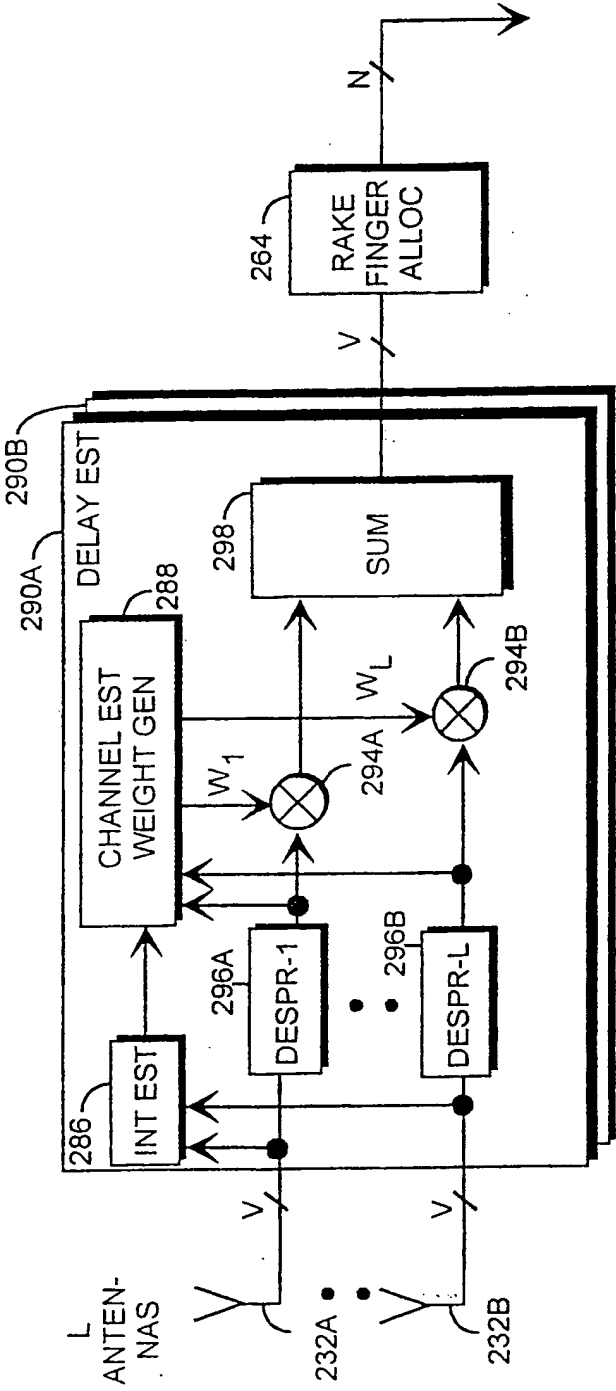 L
ANTEN-
NAS
232A
232B
V
V
286
INT EST
296A
DESPR-1
296B
DESPR-L
290A
290B
DELAY EST
288
CHANNEL EST
WEIGHT GEN
W1
WL
294A
294B
298
SUM
V
264
RAKE
FINGER
ALLOC
N